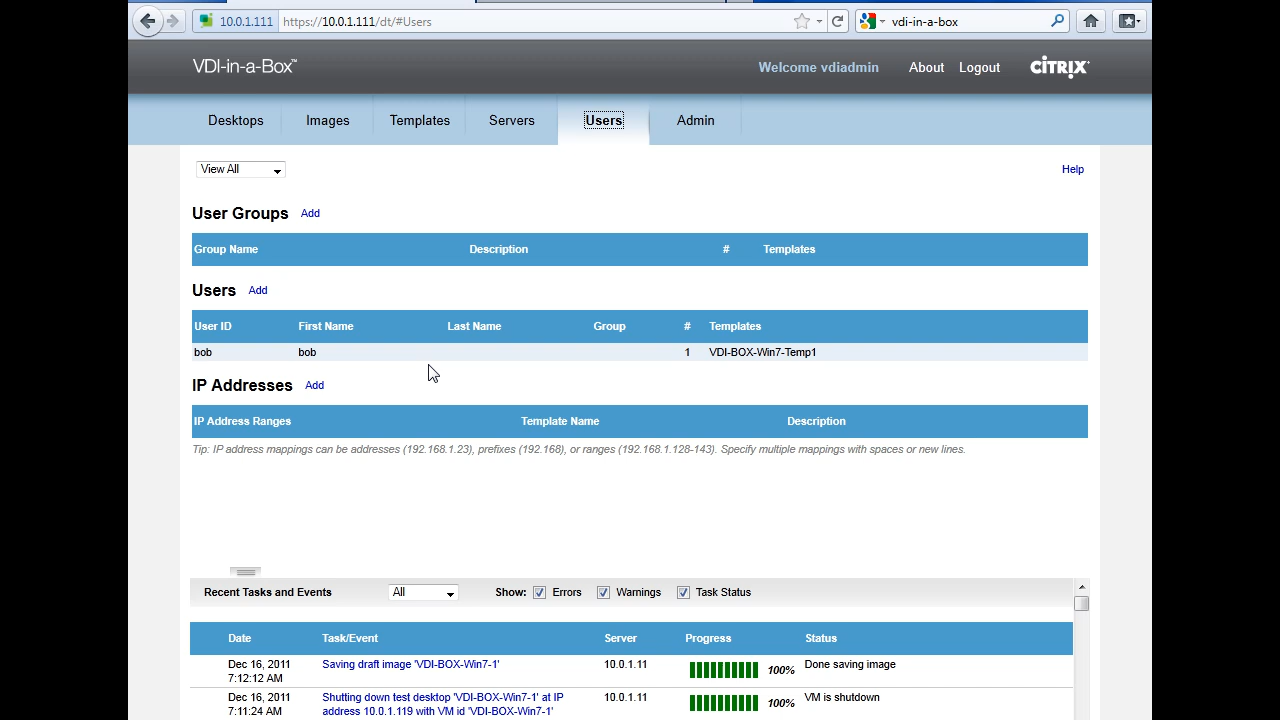 10.0.1.111 https://10.0.1.111/dt/#Users vdi-in-a-box
VDI-in-a-Box™ Welcome vdiadmin About Logout CITRIX
Desktops Images Templates Servers Users Admin
View All Help
User Groups Add
Group Name Description # Templates
Users Add
User ID First Name Last Name Group # Templates
bob bob 1 VDI-BOX-Win7-Temp1
IP Addresses Add
IP Address Ranges Template Name Description
Tip: IP address mappings can be addresses (192.168.1.23), prefixes (192.168), or ranges (192.168.1.128-143). Specify multiple mappings with spaces or new lines.
Recent Tasks and Events All Show: Errors Warnings Task Status
Date Task/Event Server Progress Status
Dec 16, 2011 Saving draft image 'VDI-BOX-Win7-1' 10.0.1.11 100% Done saving image
7:12:12 AM
Dec 16, 2011 Shutting down test desktop 'VDI-BOX-Win7-1' at IP 10.0.1.11 100% VM is shutdown
7:11:24 AM address 10.0.1.119 with VM id 'VDI-BOX-Win7-1'